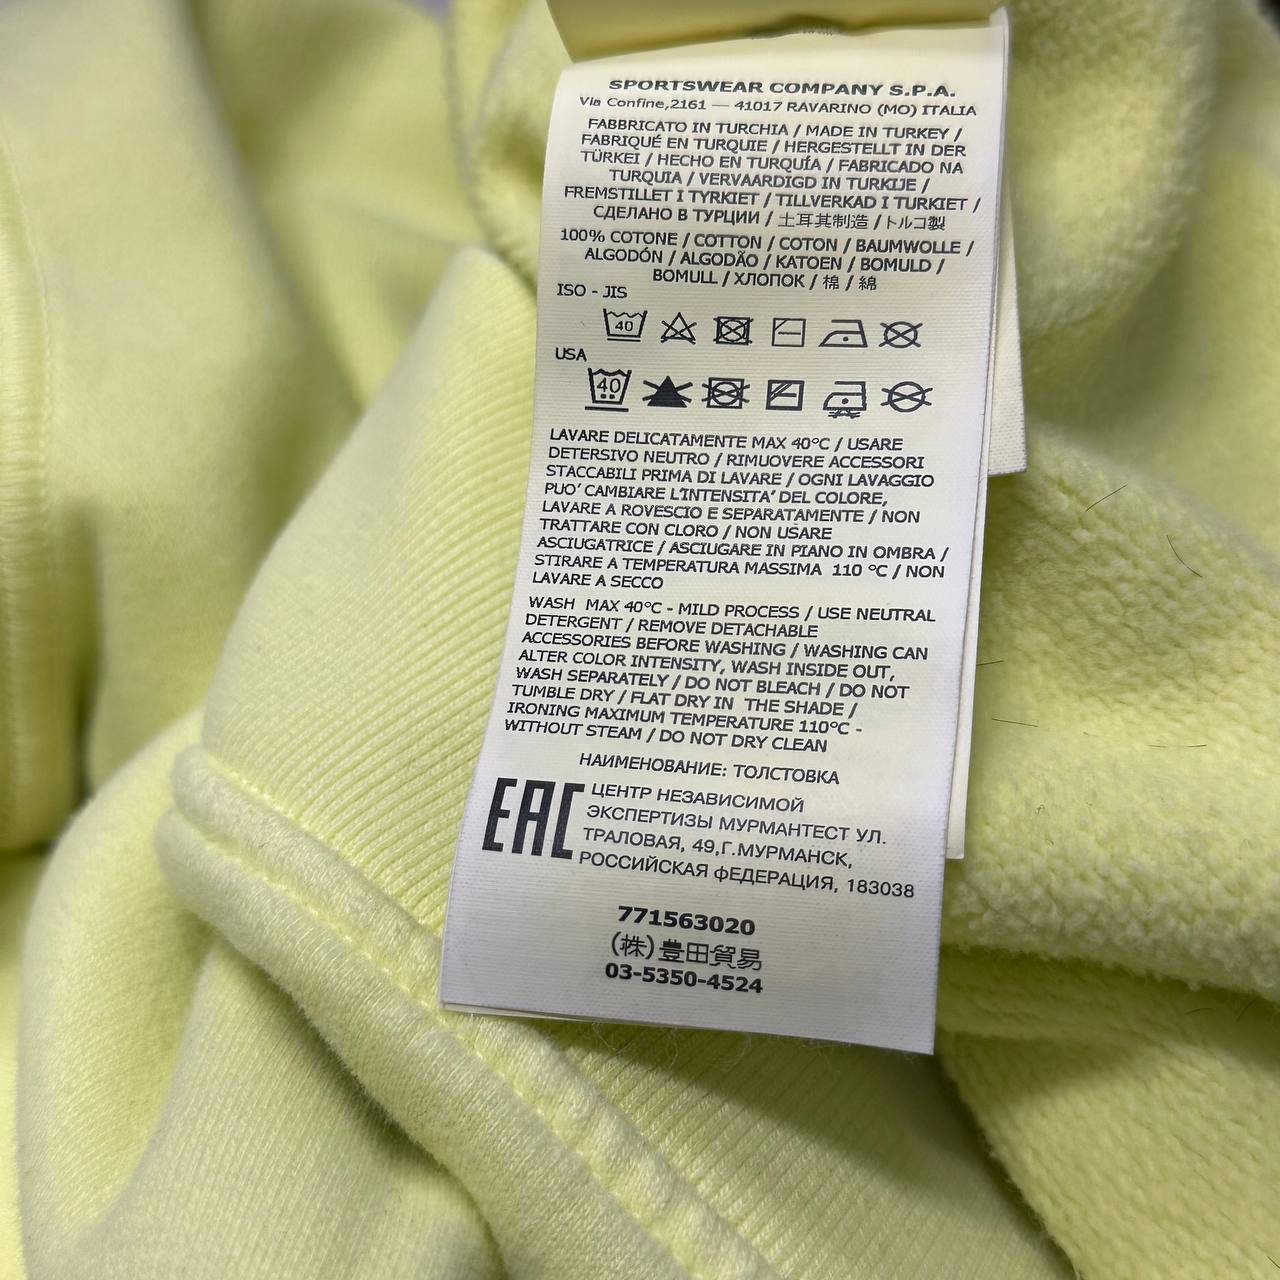 SPORTSWEAR COMPANY S.P.A.
Via Confine,2161 — 41017 RAVARINO (MO) ITALIA
FABBRICATO IN TURCHIA / MADE IN TURKEY /
FABRIQUÉ EN TURQUIE / HERGESTELLT IN DER
TÜRKEI / HECHO EN TURQUÍA / FABRICADO NA
TURQUIA / VERVAARDIGD IN TURKIJE /
FREMSTILLET I TYRKIET / TILLVERKAD I TURKIET /
СДЕЛАНО В ТУРЦИИ / 土耳其制造 / トルコ製
100% COTONE / COTTON / COTON / BAUMWOLLE /
ALGODÓN / ALGODÃO / KATOEN / BOMULD /
BOMULL / ХЛОПОК / 棉 / 綿
ISO - JIS
40
USA
40
LAVARE DELICATAMENTE MAX 40°C / USARE
DETERSIVO NEUTRO / RIMUOVERE ACCESSORI
STACCABILI PRIMA DI LAVARE / OGNI LAVAGGIO
PUO' CAMBIARE L'INTENSITA' DEL COLORE,
LAVARE A ROVESCIO E SEPARATAMENTE / NON
TRATTARE CON CLORO / NON USARE
ASCIUGATRICE / ASCIUGARE IN PIANO IN OMBRA /
STIRARE A TEMPERATURA MASSIMA 110 °C / NON
LAVARE A SECCO
WASH MAX 40°C - MILD PROCESS / USE NEUTRAL
DETERGENT / REMOVE DETACHABLE
ACCESSORIES BEFORE WASHING / WASHING CAN
ALTER COLOR INTENSITY, WASH INSIDE OUT,
WASH SEPARATELY / DO NOT BLEACH / DO NOT
TUMBLE DRY / FLAT DRY IN THE SHADE /
IRONING MAXIMUM TEMPERATURE 110°C -
WITHOUT STEAM / DO NOT DRY CLEAN
НАИМЕНОВАНИЕ: ТОЛСТОВКА
EAC
ЦЕНТР НЕЗАВИСИМОЙ
ЭКСПЕРТИЗЫ МУРМАНТЕСТ УЛ.
ТРАЛОВАЯ, 49,Г.МУРМАНСК,
РОССИЙСКАЯ фЕДЕРАЦИЯ, 183038
771563020
(株)豊田貿易
03-5350-4524